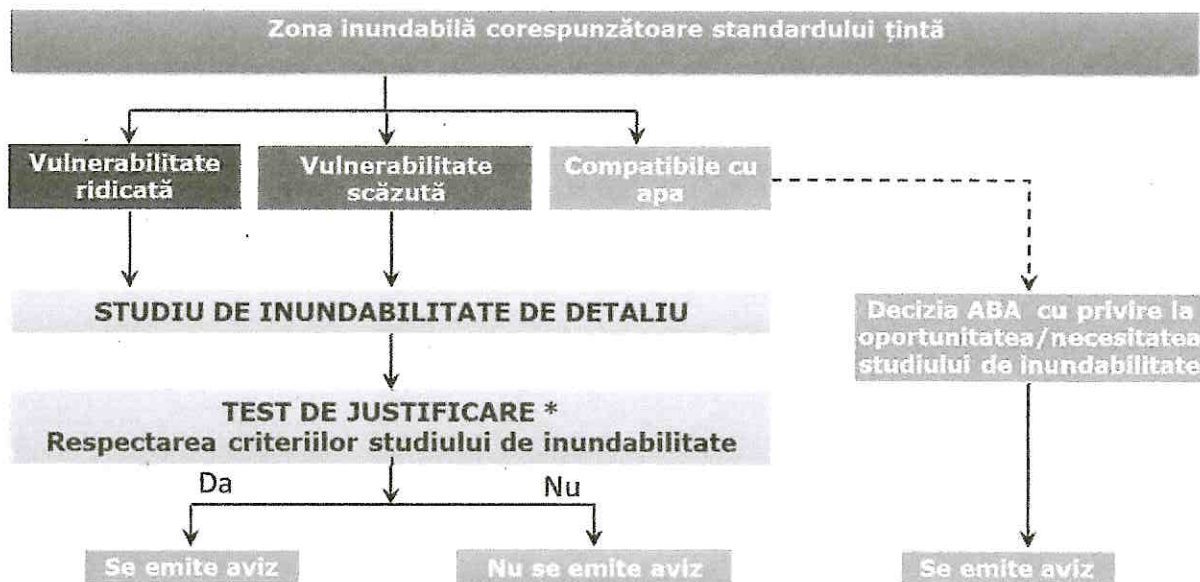 Zona inundabilă corespunzătoare standardului țintă
Vulnerabilitate
ridicată
Vulnerabilitate
scăzută
Compatibile cu
apa
STUDIU DE INUNDABILITATE DE DETALIU
Decizia ABA cu privire la
oportunitatea/necesitatea
studiului de inundabilitate
TEST DE JUSTIFICARE *
Respectarea criteriilor studiului de inundabilitate
Da
Nu
Se emite aviz
Nu se emite aviz
Se emite aviz